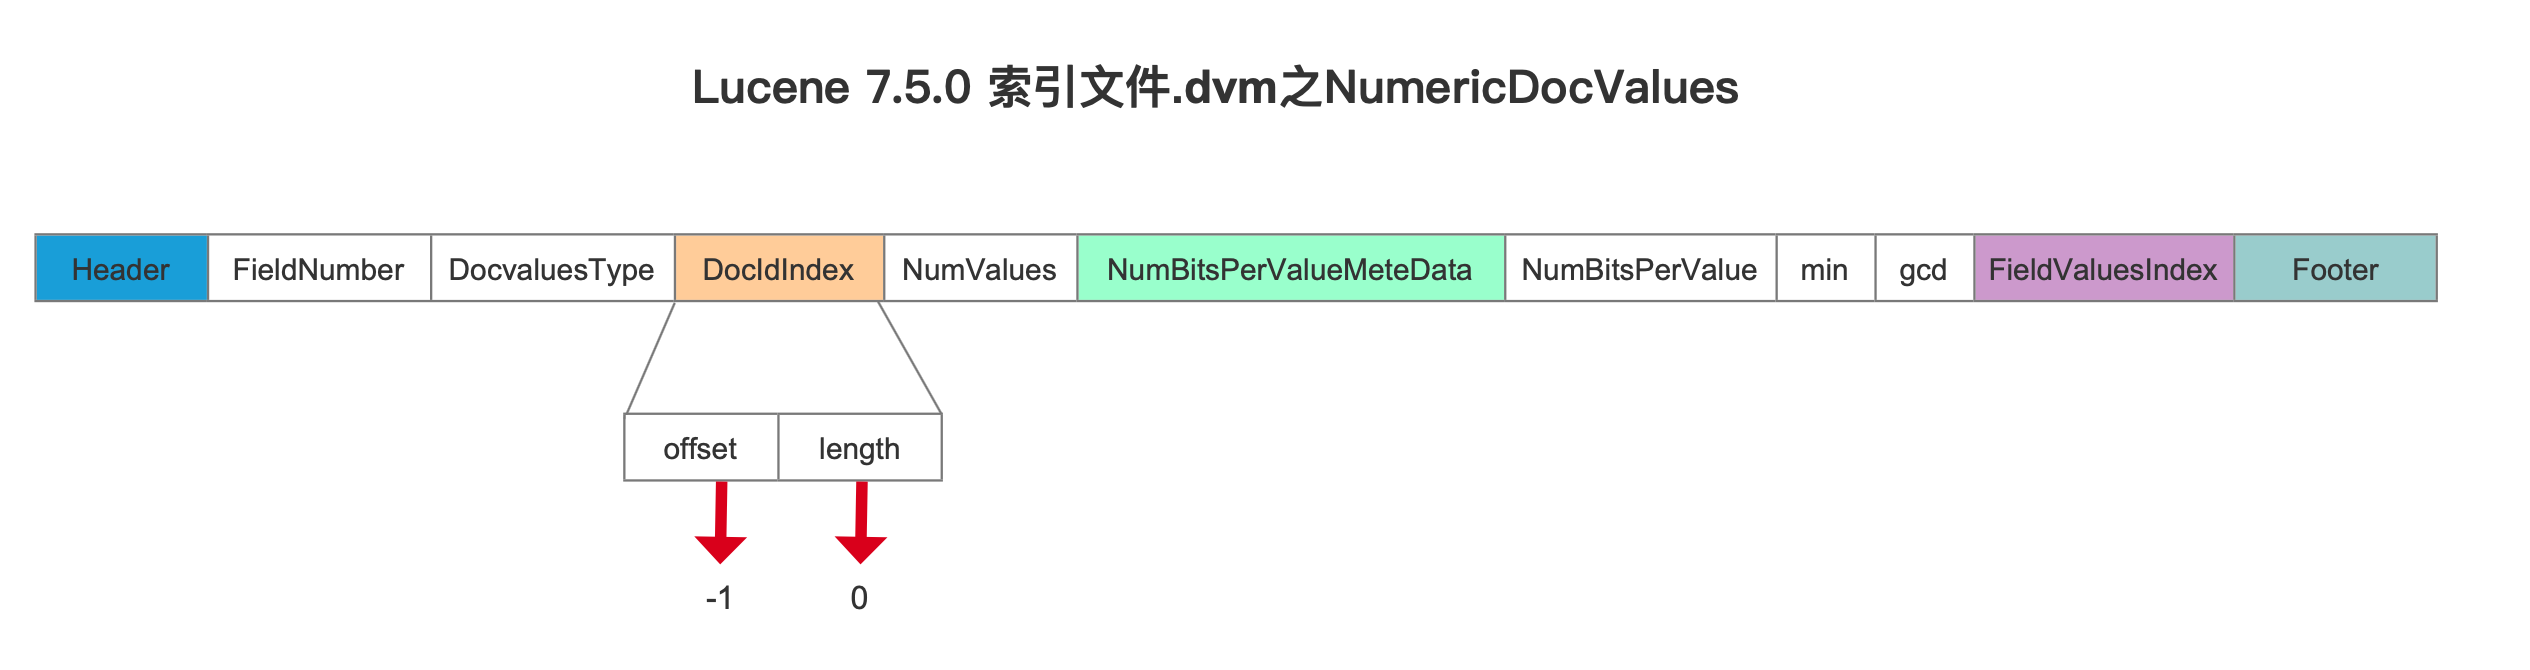 Lucene 7.5.0 索引文件.dvm之NumericDocValues
Header FieldNumber DocvaluesType DocIdIndex NumValues NumBitsPerValueMeteData NumBitsPerValue min gcd FieldValuesIndex Footer
offset length
-1 0